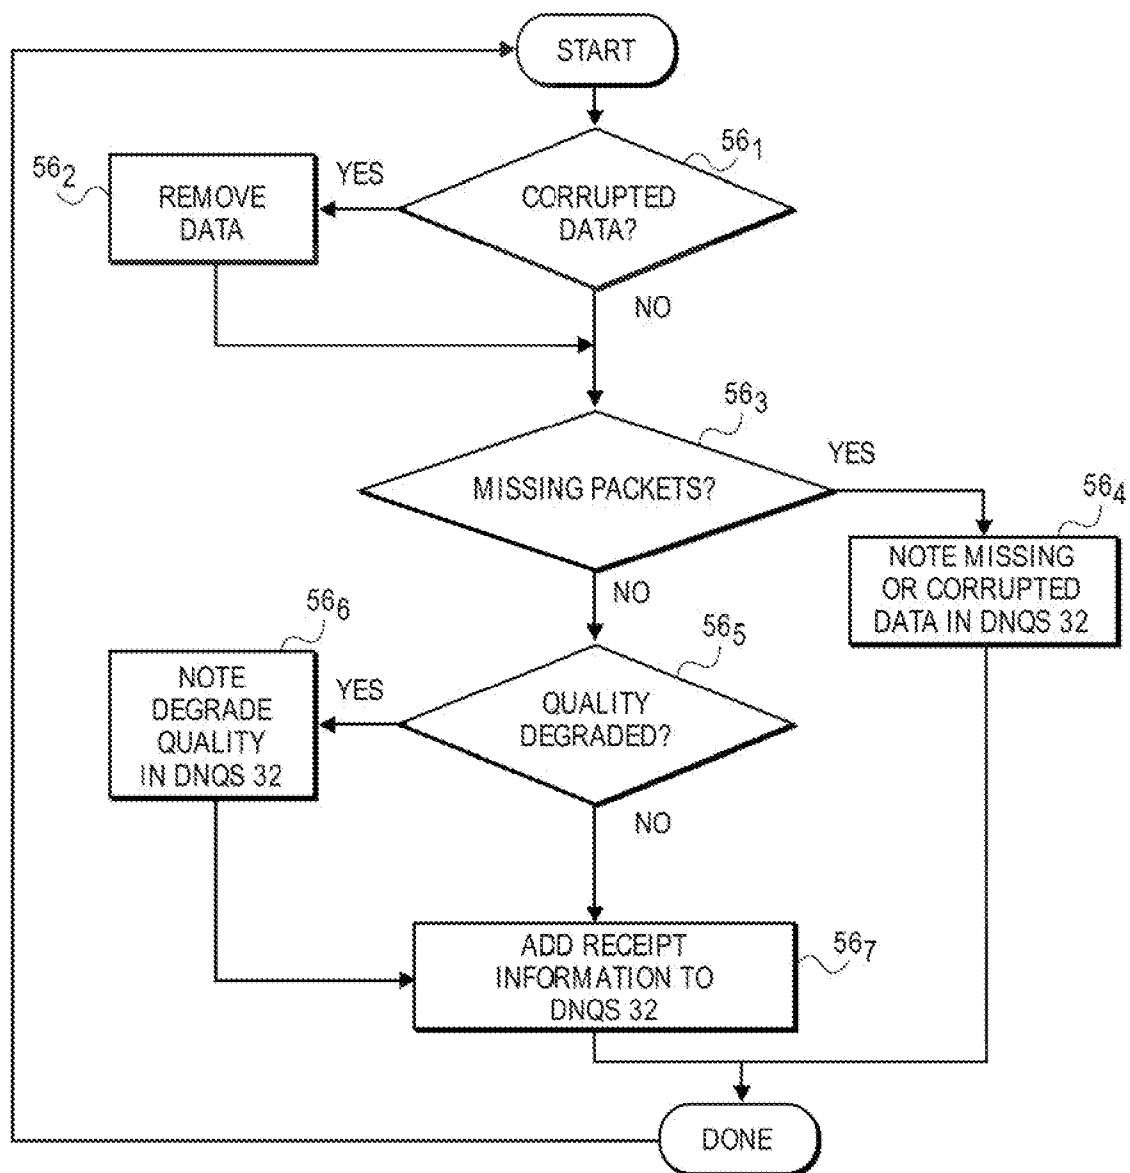 START
56₁
CORRUPTED
DATA?
YES
56₂
REMOVE
DATA
NO
56₃
MISSING PACKETS?
YES
56₄
NOTE MISSING
OR CORRUPTED
DATA IN DNQS 32
NO
56₅
QUALITY
DEGRADED?
YES
56₆
NOTE
DEGRADE
QUALITY
IN DNQS 32
NO
56₇
ADD RECEIPT
INFORMATION TO
DNQS 32
DONE